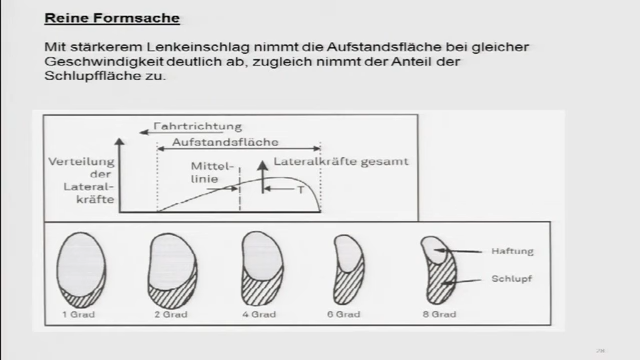 Reine Formsache
Mit stärkerem Lenkeinschlag nimmt die Aufstandsfläche bei gleicher
Geschwindigkeit deutlich ab, zugleich nimmt der Anteil der
Schlupffläche zu.
Fahrtrichtung
Aufstandsfläche
Verteilung
der
Lateral-
kräfte
Mittel-
linie
Lateralkräfte gesamt
T
Haftung
Schlupf
1 Grad
2 Grad
4 Grad
6 Grad
8 Grad